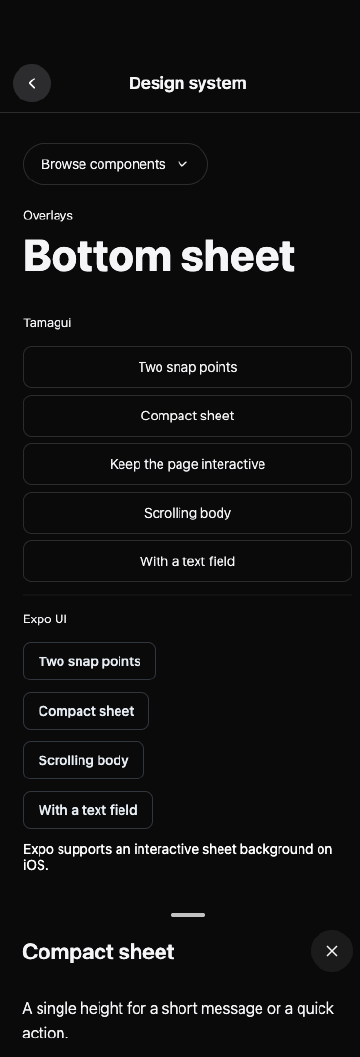 Design system
Browse components
Overlays
Bottom sheet
Tamagui
Two snap points
Compact sheet
Keep the page interactive
Scrolling body
With a text field
Expo UI
Two snap points
Compact sheet
Scrolling body
With a text field
Expo supports an interactive sheet background on
iOS.
Compact sheet
A single height for a short message or a quick
action.